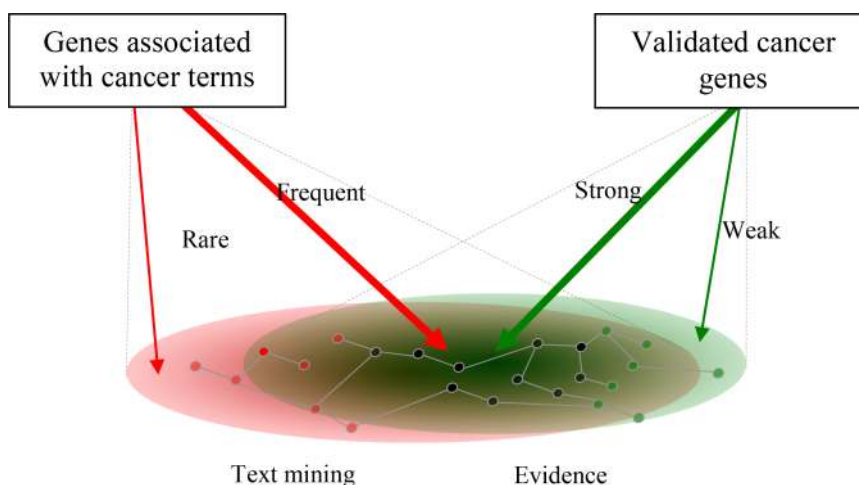 Genes associated
with cancer terms
Validated cancer
genes
Frequent
Strong
Rare
Weak
Text mining
Evidence